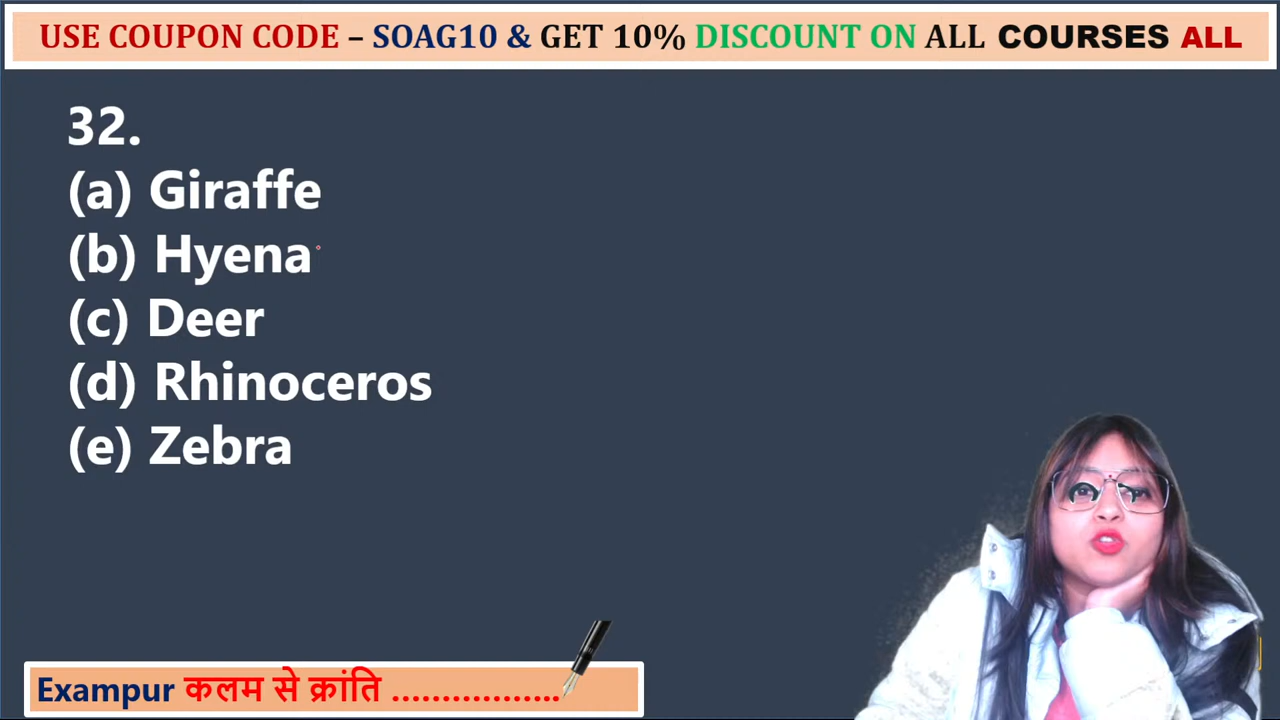 USE COUPON CODE – SOAG10 & GET 10% DISCOUNT ON ALL COURSES ALL
32.
(a) Giraffe
(b) Hyena
(c) Deer
(d) Rhinoceros
(e) Zebra
Exampur कलम से क्रांति .................